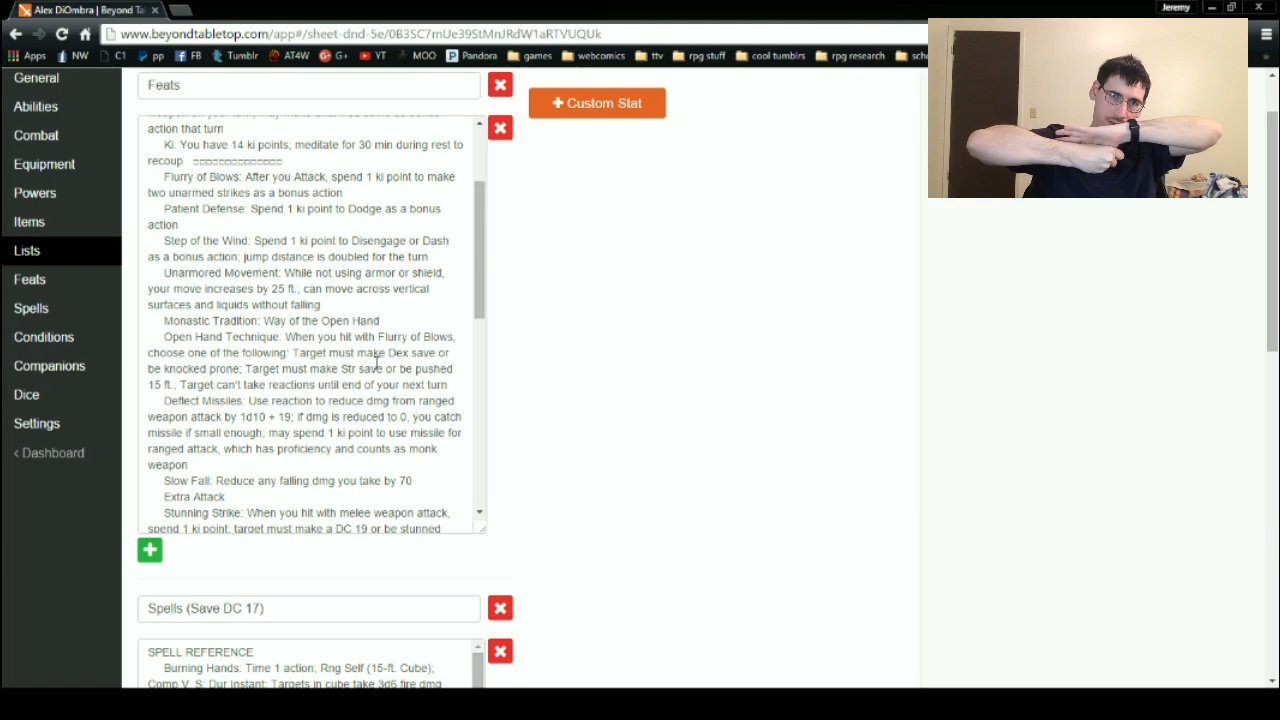 Alex DiOmbra | Beyond Ta
Jeremy
www.beyondtabletop.com/app#/sheet-dnd-5e/0B3SC7mUe39StMnJRdW1aRTVUQUk
Apps NW C1 pp FB Tumblr AT4W G+ YT MOO Pandora games webcomics ttv rpg stuff cool tumblrs rpg research
General
Abilities
Combat
Equipment
Powers
Items
Lists
Feats
Spells
Conditions
Companions
Dice
Settings
< Dashboard
Feats
Custom Stat
action that turn
Ki: You have 14 ki points; meditate for 30 min during rest to
recoup □□□□□□□□□□□□□□
Flurry of Blows: After you Attack, spend 1 ki point to make
two unarmed strikes as a bonus action
Patient Defense: Spend 1 ki point to Dodge as a bonus
action
Step of the Wind: Spend 1 ki point to Disengage or Dash
as a bonus action; jump distance is doubled for the turn
Unarmored Movement: While not using armor or shield,
your move increases by 25 ft.; can move across vertical
surfaces and liquids without falling
Monastic Tradition: Way of the Open Hand
Open Hand Technique: When you hit with Flurry of Blows,
choose one of the following: Target must make Dex save or
be knocked prone; Target must make Str save or be pushed
15 ft.; Target can't take reactions until end of your next turn
Deflect Missiles: Use reaction to reduce dmg from ranged
weapon attack by 1d10 + 19; if dmg is reduced to 0, you catch
missile if small enough; may spend 1 ki point to use missile for
ranged attack, which has proficiency and counts as monk
weapon
Slow Fall: Reduce any falling dmg you take by 70
Extra Attack
Stunning Strike: When you hit with melee weapon attack,
spend 1 ki point; target must make a DC 19 or be stunned
Spells (Save DC 17)
SPELL REFERENCE
Burning Hands: Time 1 action; Rng Self (15-ft. Cube);
Comp V, S; Dur Instant; Targets in cube take 3d6 fire dmg